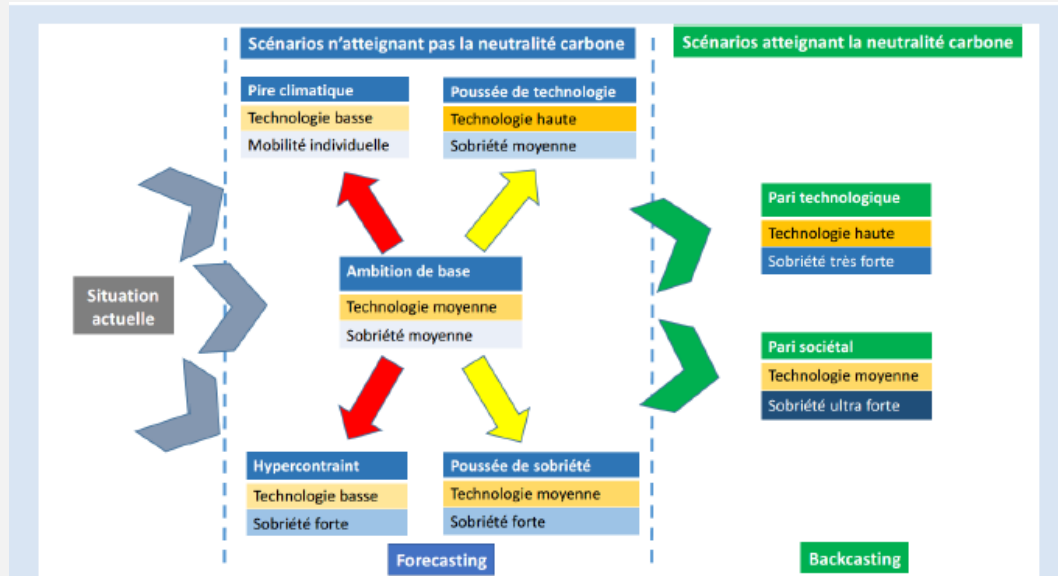 Scénarios n'atteignant pas la neutralité carbone
Scénarios atteignant la neutralité carbone
Pire climatique
Technologie basse
Mobilité individuelle
Poussée de technologie
Technologie haute
Sobriété moyenne
Situation
actuelle
Ambition de base
Technologie moyenne
Sobriété moyenne
Pari technologique
Technologie haute
Sobriété très forte
Pari sociétal
Technologie moyenne
Sobriété ultra forte
Hypercontraint
Technologie basse
Sobriété forte
Poussée de sobriété
Technologie moyenne
Sobriété forte
Forecasting
Backcasting